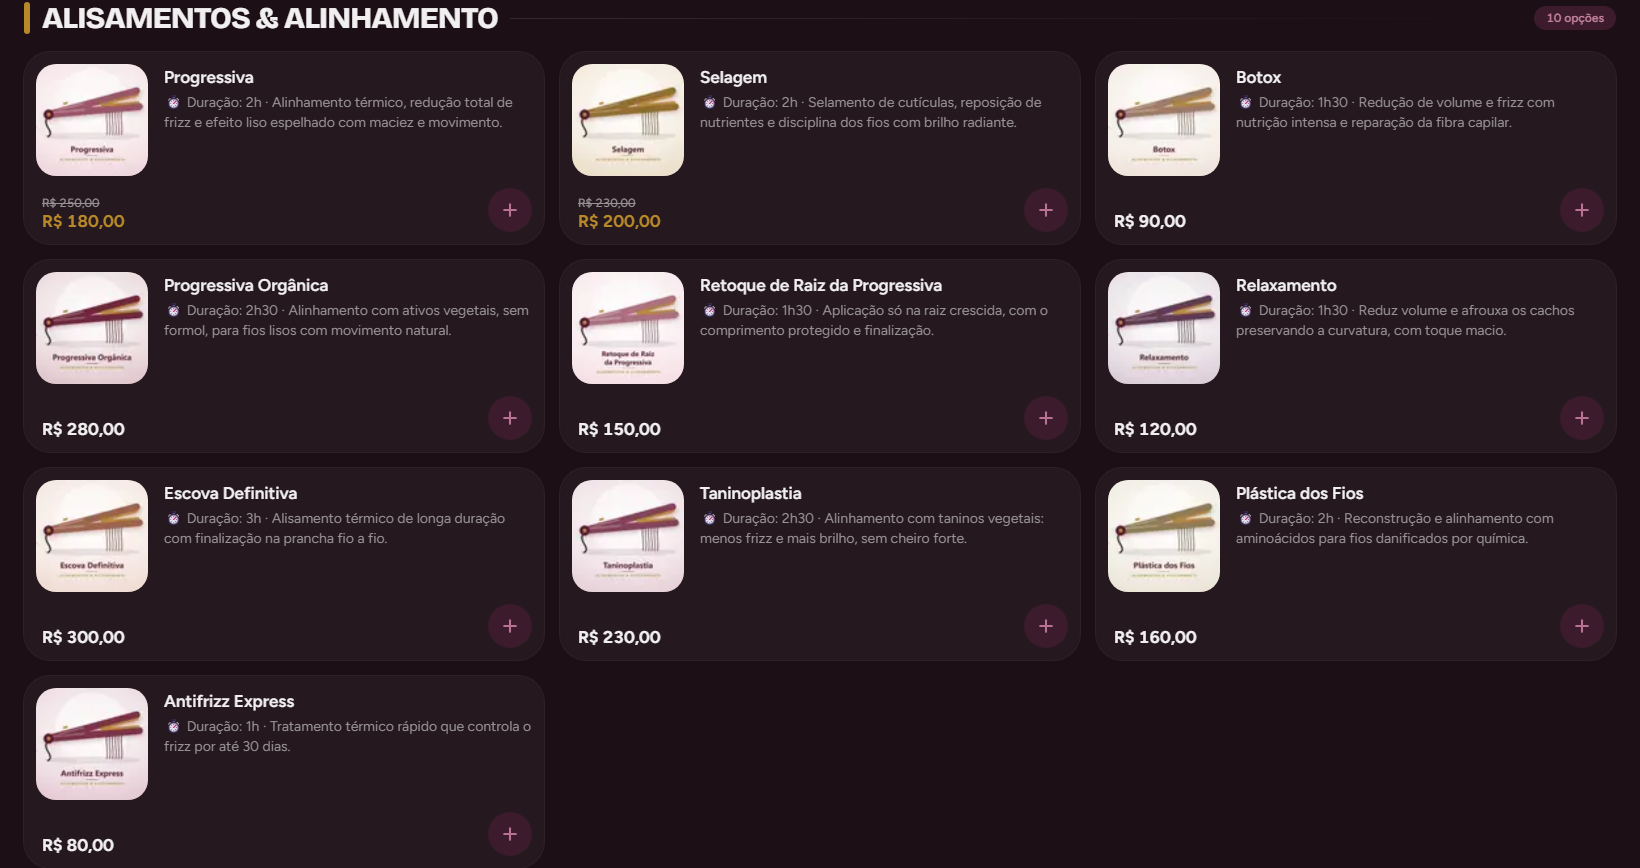 ALISAMENTOS & ALINHAMENTO
10 opções
Progressiva
Duração: 2h · Alinhamento térmico, redução total de
frizz e efeito liso espelhado com maciez e movimento.
Progressiva
R$ 250,00
R$ 180,00
+
Selagem
Duração: 2h · Selamento de cutículas, reposição de
nutrientes e disciplina dos fios com brilho radiante.
Selagem
R$ 230,00
R$ 200,00
+
Botox
Duração: 1h30 · Redução de volume e frizz com
nutrição intensa e reparação da fibra capilar.
Botox
R$ 90,00
+
Progressiva Orgânica
Duração: 2h30 · Alinhamento com ativos vegetais, sem
formol, para fios lisos com movimento natural.
Progressiva Orgânica
R$ 280,00
+
Retoque de Raiz da Progressiva
Duração: 1h30 · Aplicação só na raiz crescida, com o
comprimento protegido e finalização.
Retoque de Raiz
da Progressiva
R$ 150,00
+
Relaxamento
Duração: 1h30 · Reduz volume e afrouxa os cachos
preservando a curvatura, com toque macio.
Relaxamento
R$ 120,00
+
Escova Definitiva
Duração: 3h · Alisamento térmico de longa duração
com finalização na prancha fio a fio.
Escova Definitiva
R$ 300,00
+
Taninoplastia
Duração: 2h30 · Alinhamento com taninos vegetais:
menos frizz e mais brilho, sem cheiro forte.
Taninoplastia
R$ 230,00
+
Plástica dos Fios
Duração: 2h · Reconstrução e alinhamento com
aminoácidos para fios danificados por química.
Plástica dos Fios
R$ 160,00
+
Antifrizz Express
Duração: 1h · Tratamento térmico rápido que controla o
frizz por até 30 dias.
Antifrizz Express
R$ 80,00
+